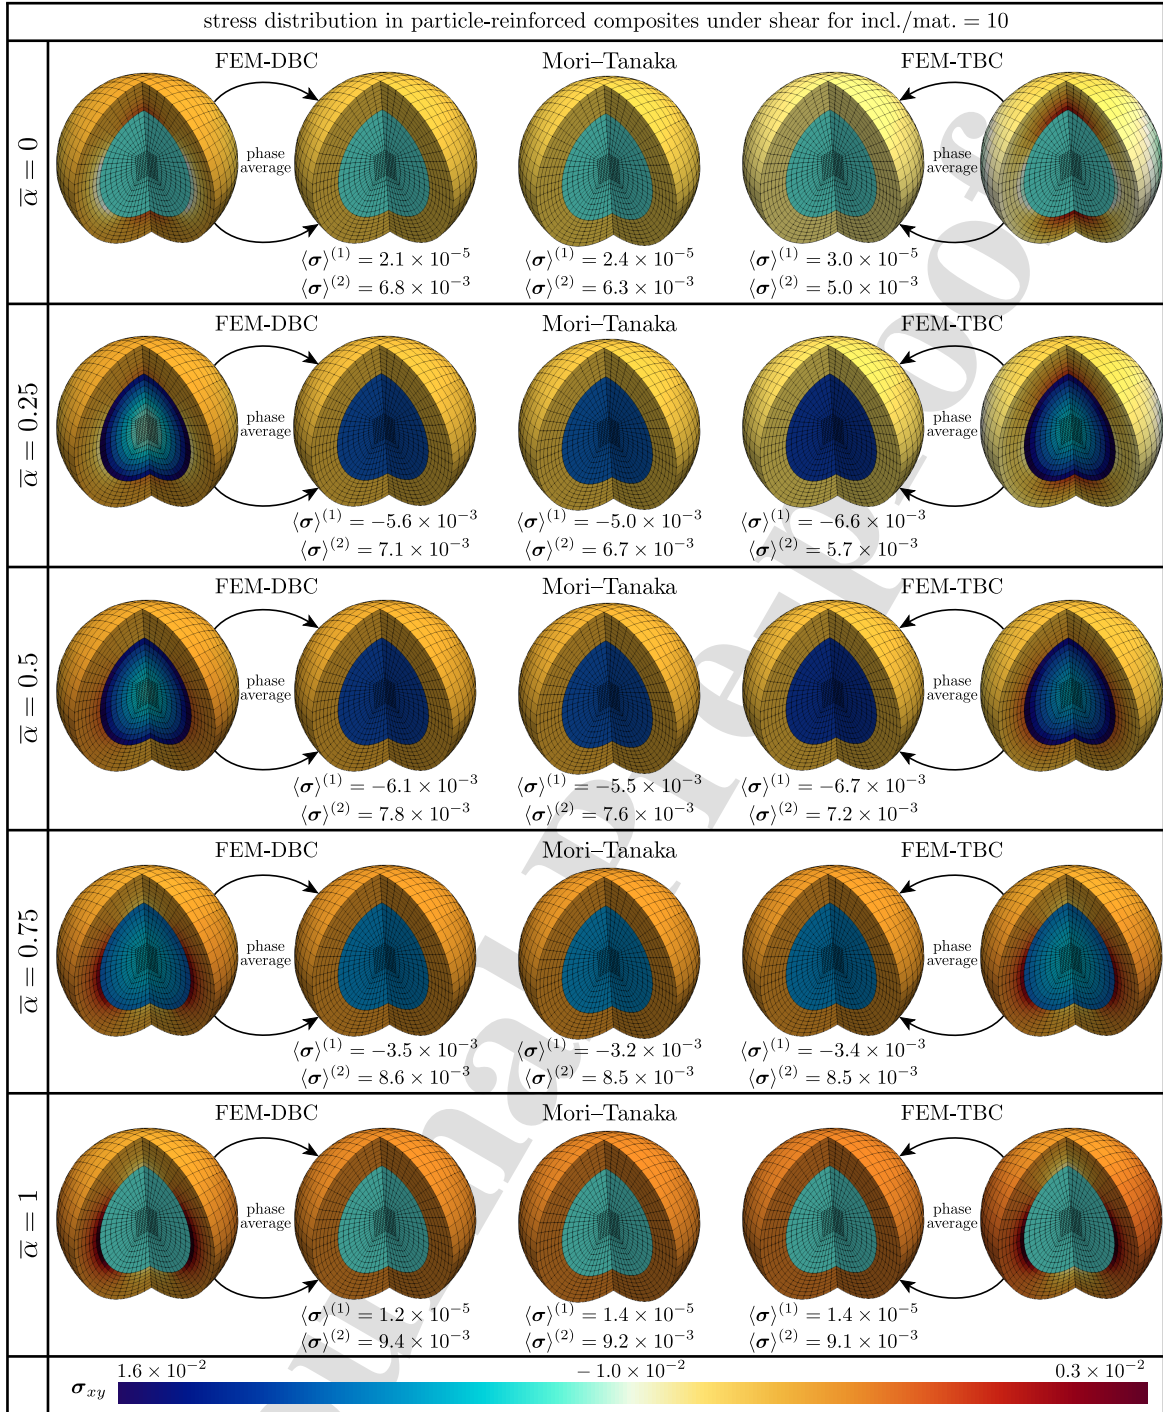 stress distribution in particle-reinforced composites under shear for incl./mat. = 10
α̅ = 0
FEM-DBC Mori–Tanaka FEM-TBC
phase average phase average
⟨σ⟩⁽¹⁾ = 2.1 × 10⁻⁵ ⟨σ⟩⁽¹⁾ = 2.4 × 10⁻⁵ ⟨σ⟩⁽¹⁾ = 3.0 × 10⁻⁵
⟨σ⟩⁽²⁾ = 6.8 × 10⁻³ ⟨σ⟩⁽²⁾ = 6.3 × 10⁻³ ⟨σ⟩⁽²⁾ = 5.0 × 10⁻³
α̅ = 0.25
FEM-DBC Mori–Tanaka FEM-TBC
phase average phase average
⟨σ⟩⁽¹⁾ = −5.6 × 10⁻³ ⟨σ⟩⁽¹⁾ = −5.0 × 10⁻³ ⟨σ⟩⁽¹⁾ = −6.6 × 10⁻³
⟨σ⟩⁽²⁾ = 7.1 × 10⁻³ ⟨σ⟩⁽²⁾ = 6.7 × 10⁻³ ⟨σ⟩⁽²⁾ = 5.7 × 10⁻³
α̅ = 0.5
FEM-DBC Mori–Tanaka FEM-TBC
phase average phase average
⟨σ⟩⁽¹⁾ = −6.1 × 10⁻³ ⟨σ⟩⁽¹⁾ = −5.5 × 10⁻³ ⟨σ⟩⁽¹⁾ = −6.7 × 10⁻³
⟨σ⟩⁽²⁾ = 7.8 × 10⁻³ ⟨σ⟩⁽²⁾ = 7.6 × 10⁻³ ⟨σ⟩⁽²⁾ = 7.2 × 10⁻³
α̅ = 0.75
FEM-DBC Mori–Tanaka FEM-TBC
phase average phase average
⟨σ⟩⁽¹⁾ = −3.5 × 10⁻³ ⟨σ⟩⁽¹⁾ = −3.2 × 10⁻³ ⟨σ⟩⁽¹⁾ = −3.4 × 10⁻³
⟨σ⟩⁽²⁾ = 8.6 × 10⁻³ ⟨σ⟩⁽²⁾ = 8.5 × 10⁻³ ⟨σ⟩⁽²⁾ = 8.5 × 10⁻³
α̅ = 1
FEM-DBC Mori–Tanaka FEM-TBC
phase average phase average
⟨σ⟩⁽¹⁾ = 1.2 × 10⁻⁵ ⟨σ⟩⁽¹⁾ = 1.4 × 10⁻⁵ ⟨σ⟩⁽¹⁾ = 1.4 × 10⁻⁵
⟨σ⟩⁽²⁾ = 9.4 × 10⁻³ ⟨σ⟩⁽²⁾ = 9.2 × 10⁻³ ⟨σ⟩⁽²⁾ = 9.1 × 10⁻³
1.6 × 10⁻² −1.0 × 10⁻² 0.3 × 10⁻²
σ_xy